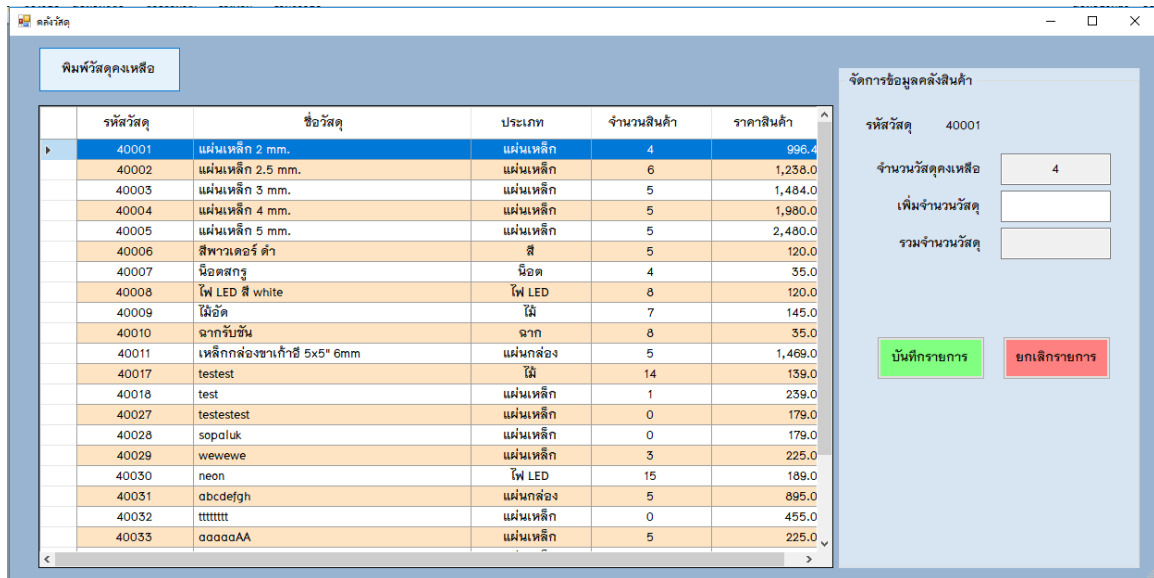 คลังวัสดุ
พิมพ์วัสดุคงเหลือ
จัดการข้อมูลคลังสินค้า
รหัสวัสดุ ชื่อวัสดุ ประเภท จำนวนสินค้า ราคาสินค้า
40001 แผ่นเหล็ก 2 mm. แผ่นเหล็ก 4 996.4
40002 แผ่นเหล็ก 2.5 mm. แผ่นเหล็ก 6 1,238.0
40003 แผ่นเหล็ก 3 mm. แผ่นเหล็ก 5 1,484.0
40004 แผ่นเหล็ก 4 mm. แผ่นเหล็ก 5 1,980.0
40005 แผ่นเหล็ก 5 mm. แผ่นเหล็ก 5 2,480.0
40006 สีพาวเดอร์ ดำ สี 5 120.0
40007 น็อตสกรู น็อต 4 35.0
40008 ไฟ LED สี white ไฟ LED 8 120.0
40009 ไม้อัด ไม้ 7 145.0
40010 ฉากรับชั้น ฉาก 8 35.0
40011 เหล็กกล่องขาเก้าอี้ 5x5" 6mm แผ่นกล่อง 5 1,469.0
40017 testest ไม้ 14 139.0
40018 test แผ่นเหล็ก 1 239.0
40027 testestest แผ่นเหล็ก 0 179.0
40028 sopaluk แผ่นเหล็ก 0 179.0
40029 wewewe แผ่นเหล็ก 3 225.0
40030 neon ไฟ LED 15 189.0
40031 abcdefgh แผ่นกล่อง 5 895.0
40032 tttttttt แผ่นเหล็ก 0 455.0
40033 aaaaaAA แผ่นเหล็ก 5 225.0
รหัสวัสดุ 40001
จำนวนวัสดุคงเหลือ 4
เพิ่มจำนวนวัสดุ
รวมจำนวนวัสดุ
บันทึกรายการ ยกเลิกรายการ